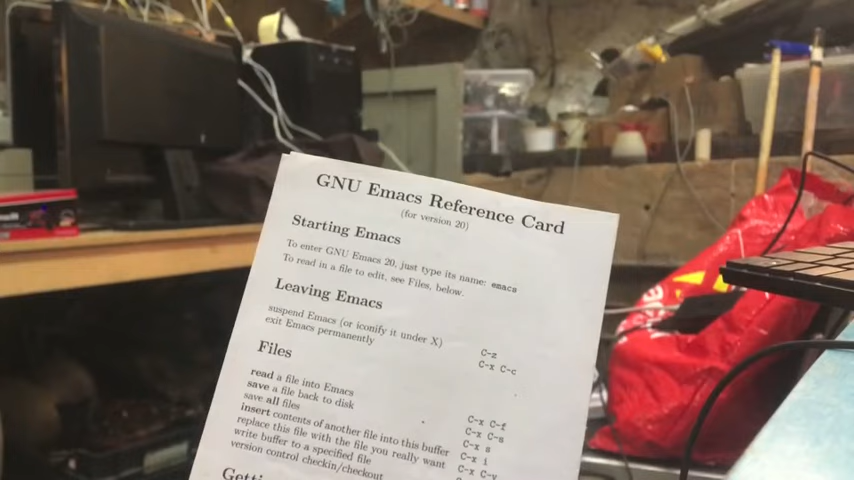 GNU Emacs Reference Card
(for version 20)
Starting Emacs
To enter GNU Emacs 20, just type its name: emacs
To read in a file to edit, see Files, below.
Leaving Emacs
suspend Emacs (or iconify it under X) C-z
exit Emacs permanently C-x C-c
Files
read a file into Emacs C-x C-f
save a file back to disk C-x C-s
save all files C-x s
insert contents of another file into this buffer C-x i
replace this file with the file you really want C-x C-v
write buffer to a specified file
version control checkin/checkout